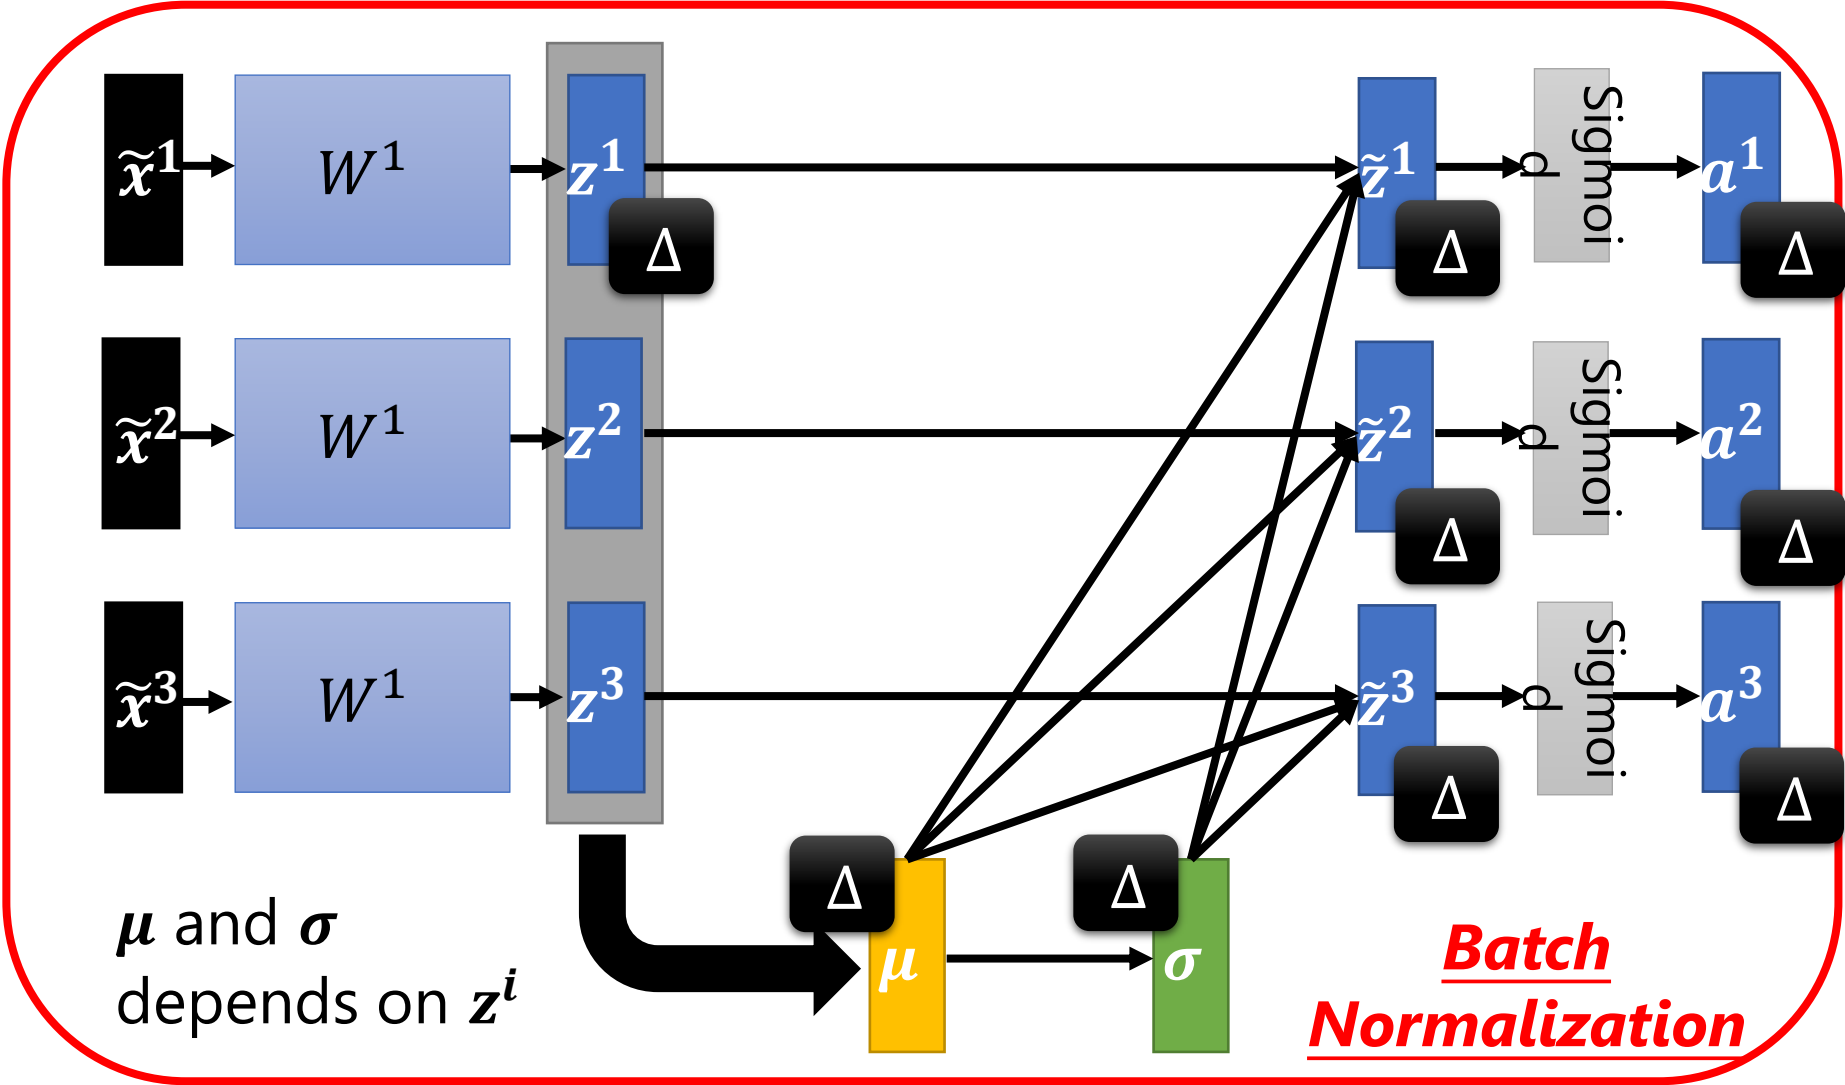 x̃¹ W¹ z¹ z̃¹ Sigmoid a¹
Δ Δ Δ
x̃² W¹ z² z̃² Sigmoid a²
Δ Δ
x̃³ W¹ z³ z̃³ Sigmoid a³
Δ Δ
Δ Δ
μ σ
μ and σ
depends on zⁱ
Batch
Normalization